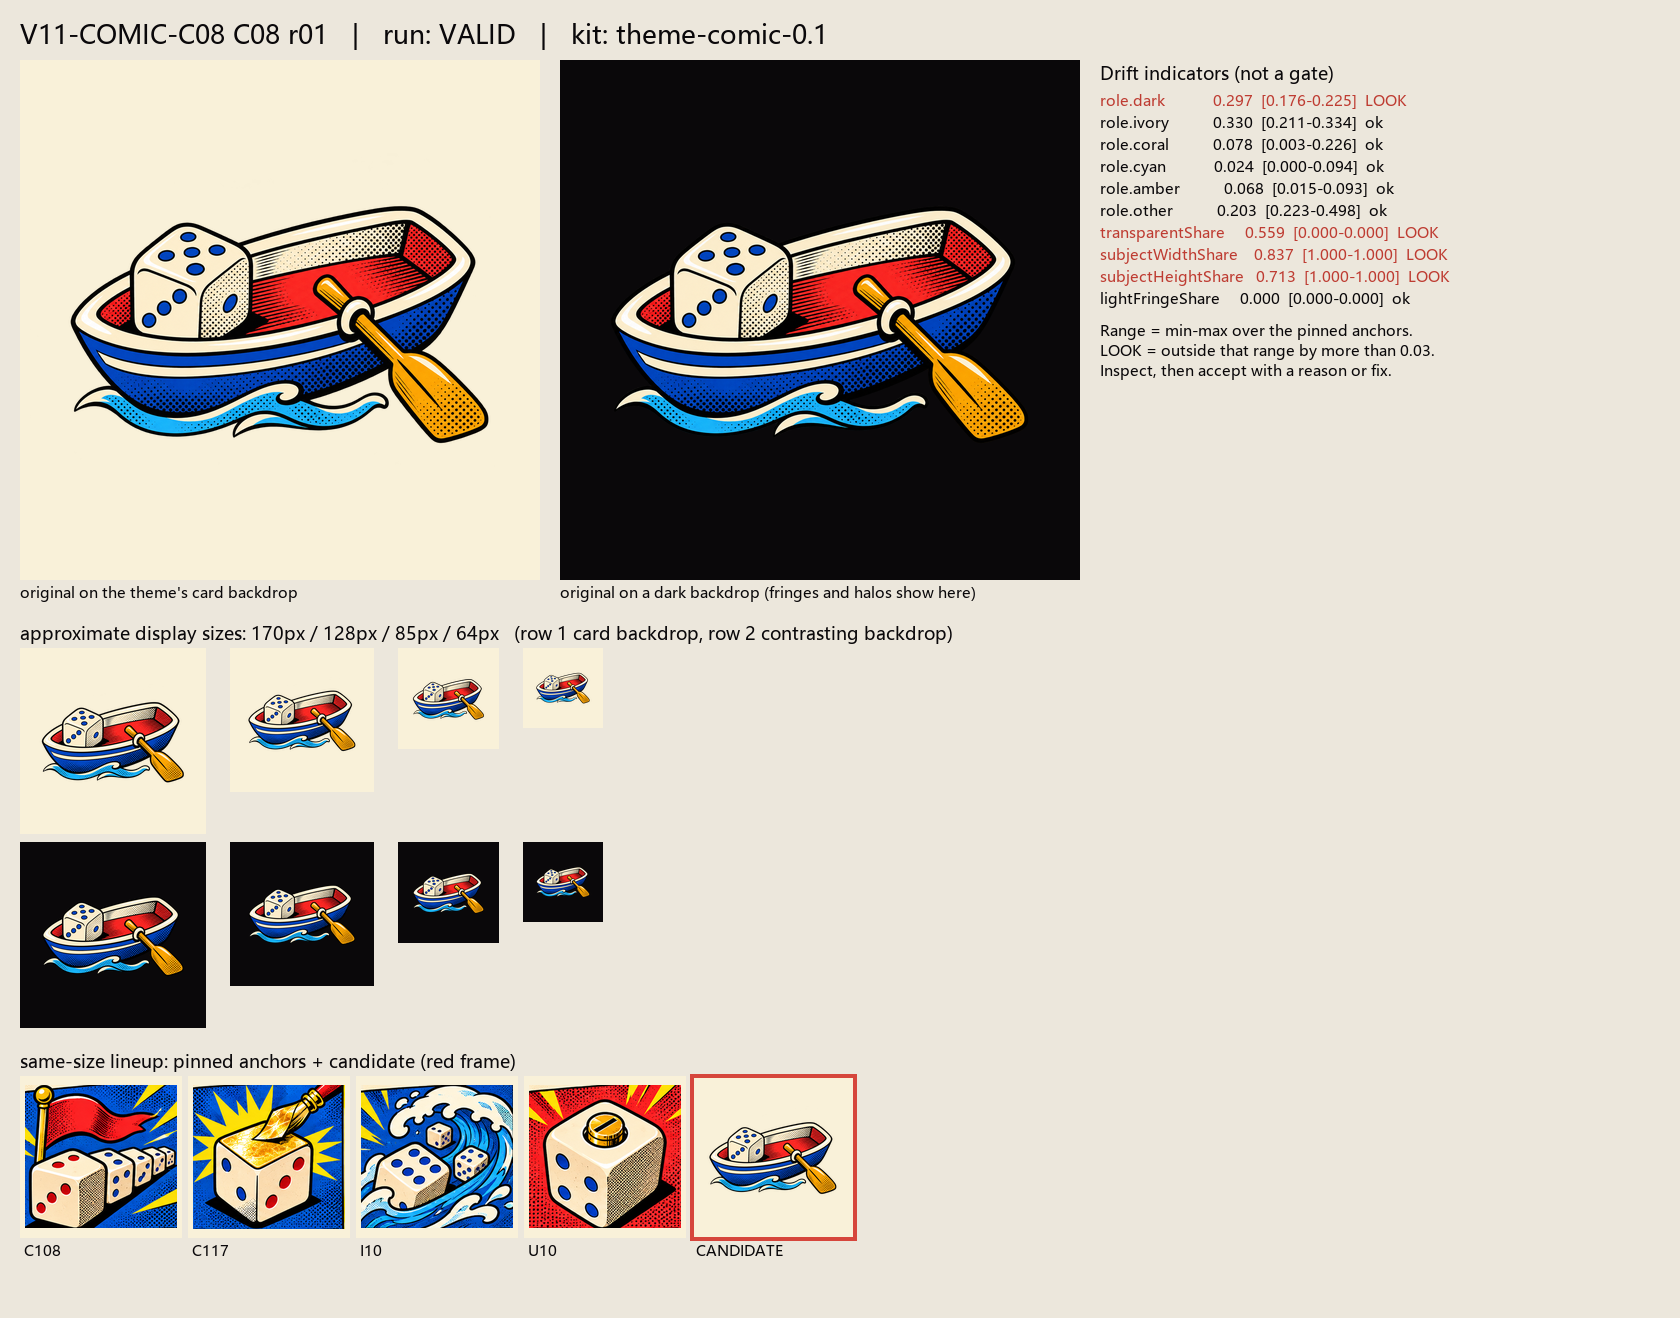 V11-COMIC-C08 C08 r01 | run: VALID | kit: theme-comic-0.1
Drift indicators (not a gate)
role.dark 0.297 [0.176-0.225] LOOK
role.ivory 0.330 [0.211-0.334] ok
role.coral 0.078 [0.003-0.226] ok
role.cyan 0.024 [0.000-0.094] ok
role.amber 0.068 [0.015-0.093] ok
role.other 0.203 [0.223-0.498] ok
transparentShare 0.559 [0.000-0.000] LOOK
subjectWidthShare 0.837 [1.000-1.000] LOOK
subjectHeightShare 0.713 [1.000-1.000] LOOK
lightFringeShare 0.000 [0.000-0.000] ok
Range = min-max over the pinned anchors.
LOOK = outside that range by more than 0.03.
Inspect, then accept with a reason or fix.
original on the theme's card backdrop
original on a dark backdrop (fringes and halos show here)
approximate display sizes: 170px / 128px / 85px / 64px (row 1 card backdrop, row 2 contrasting backdrop)
same-size lineup: pinned anchors + candidate (red frame)
C108
C117
I10
U10
CANDIDATE